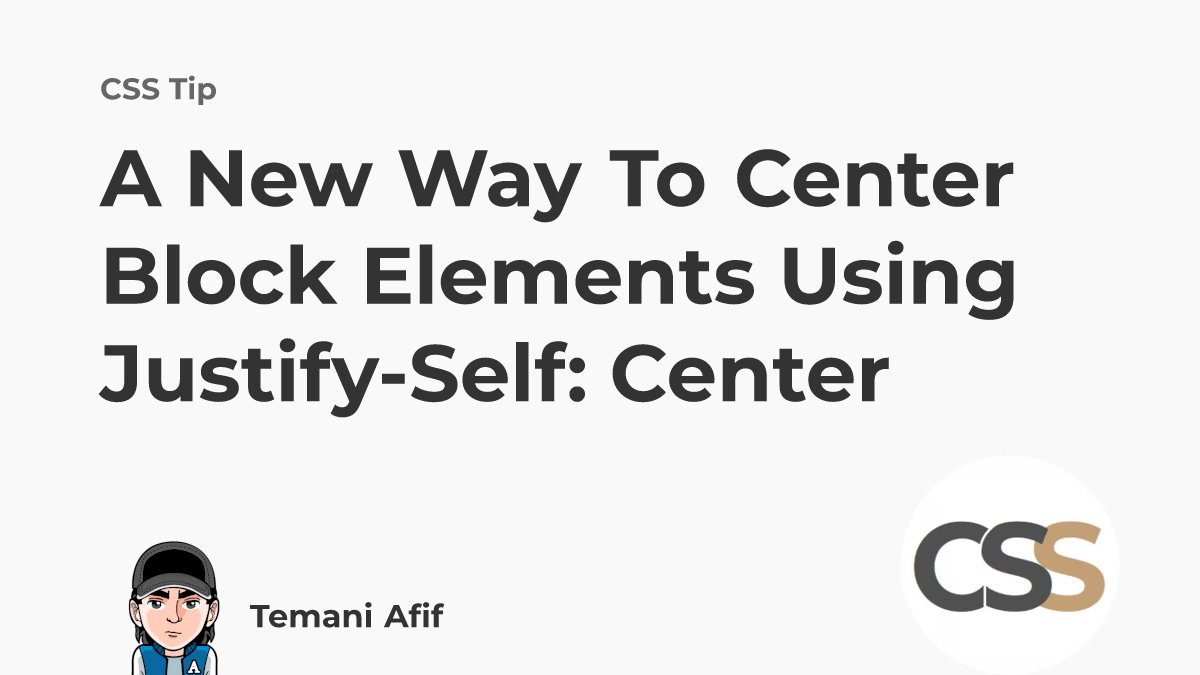 CSS Tip
A New Way To Center
Block Elements Using
Justify-Self: Center
A
Temani Afif
CSS